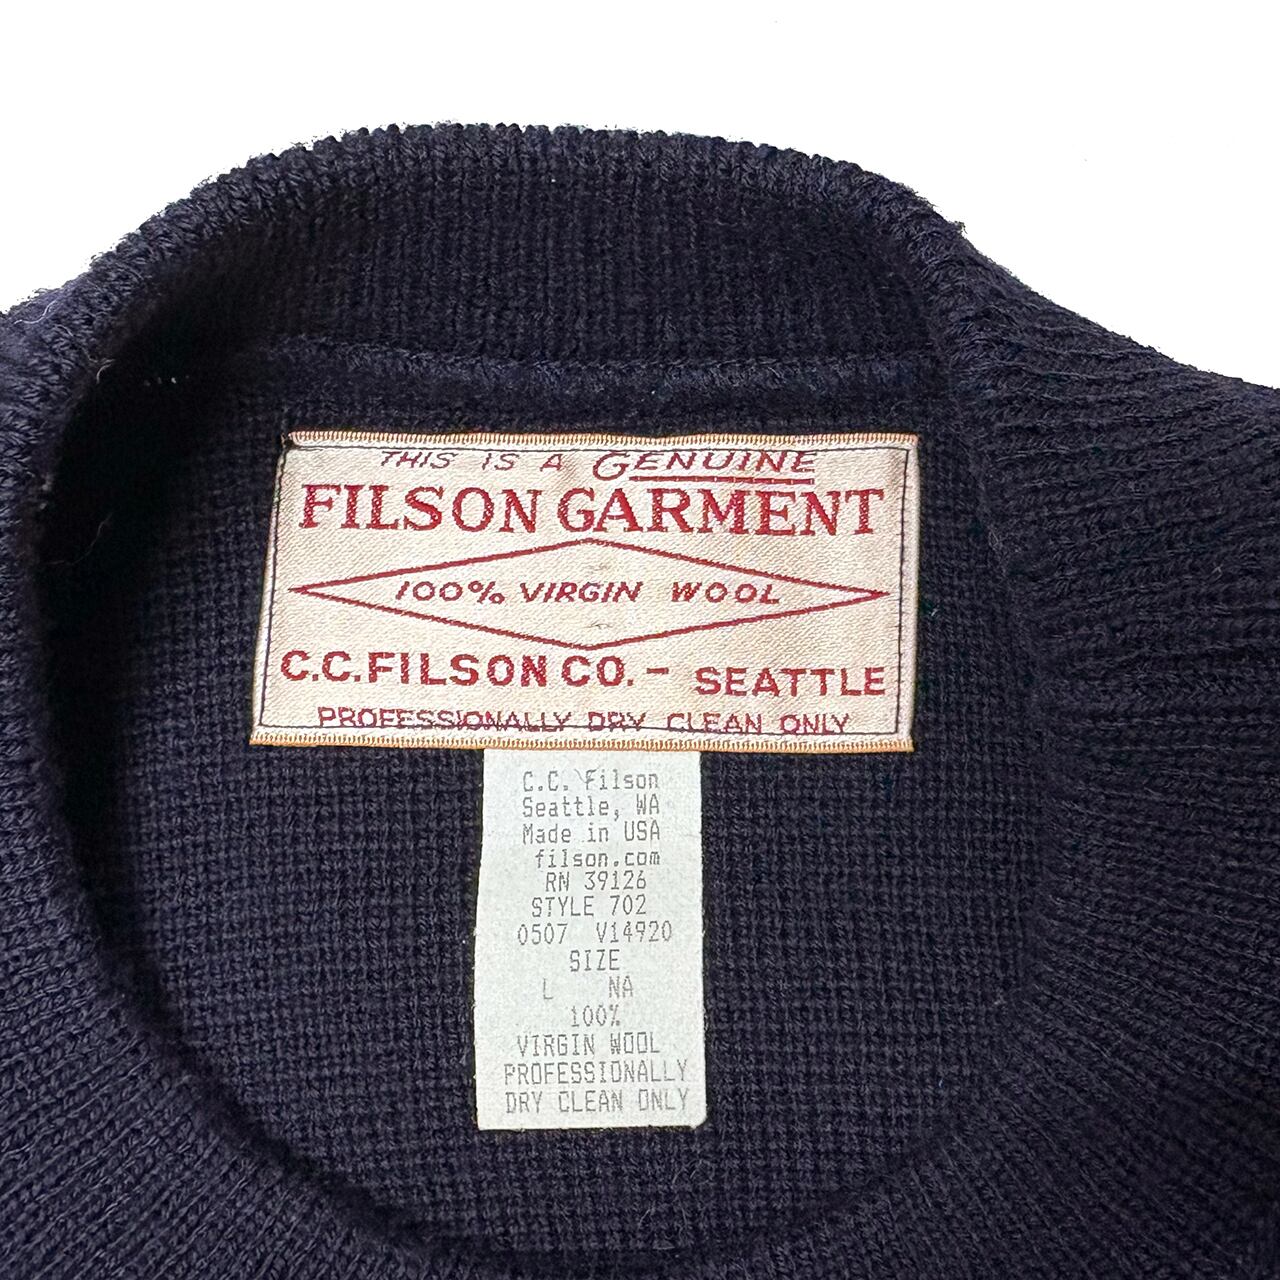 THIS IS A GENUINE
FILSON GARMENT
100% VIRGIN WOOL
C.C.FILSON CO. - SEATTLE
PROFESSIONALLY DRY CLEAN ONLY
C.C. Filson
Seattle, WA
Made in USA
filson.com
RN 39126
STYLE 702
0507 V14920
SIZE
L NA
100%
VIRGIN WOOL
PROFESSIONALLY
DRY CLEAN ONLY